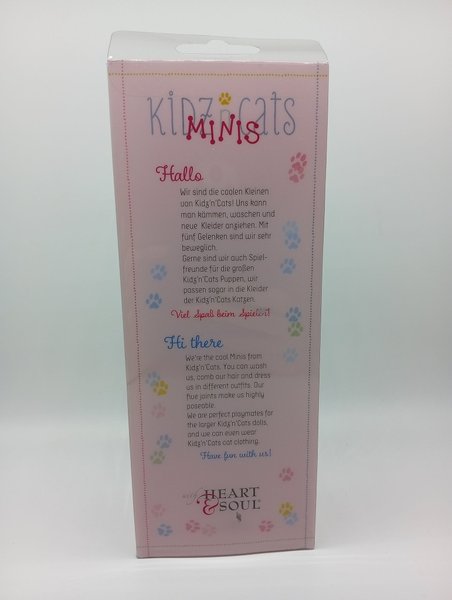 KiDZ n Cats
MINIS
Hallo
Wir sind die coolen Kleinen
von Kidz'n'Cats! Uns kann
man kämmen, waschen und
neue Kleider anziehen. Mit
fünf Gelenken sind wir sehr
beweglich.
Gerne sind wir auch Spiel-
freunde für die großen
Kidz'n'Cats Puppen, wir
passen sogar in die Kleider
der Kidz'n'Cats Katzen.
Viel Spaß beim Spielen!
Hi there
We're the cool Minis from
Kidz'n'Cats. You can wash
us, comb our hair and dress
us in different outfits. Our
five joints make us highly
poseable.
We are perfect playmates for
the larger Kidz'n'Cats dolls,
and we can even wear
Kidz'n'Cats cat clothing.
Have fun with us!
with HEART
& SOUL